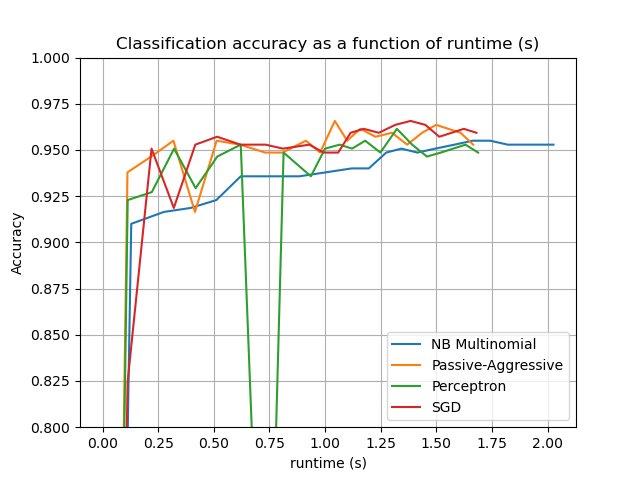 Classification accuracy as a function of runtime (s)
1.000
0.975
0.950
0.925
0.900
0.875
0.850
0.825
0.800
Accuracy
NB Multinomial
Passive-Aggressive
Perceptron
SGD
0.00 0.25 0.50 0.75 1.00 1.25 1.50 1.75 2.00
runtime (s)